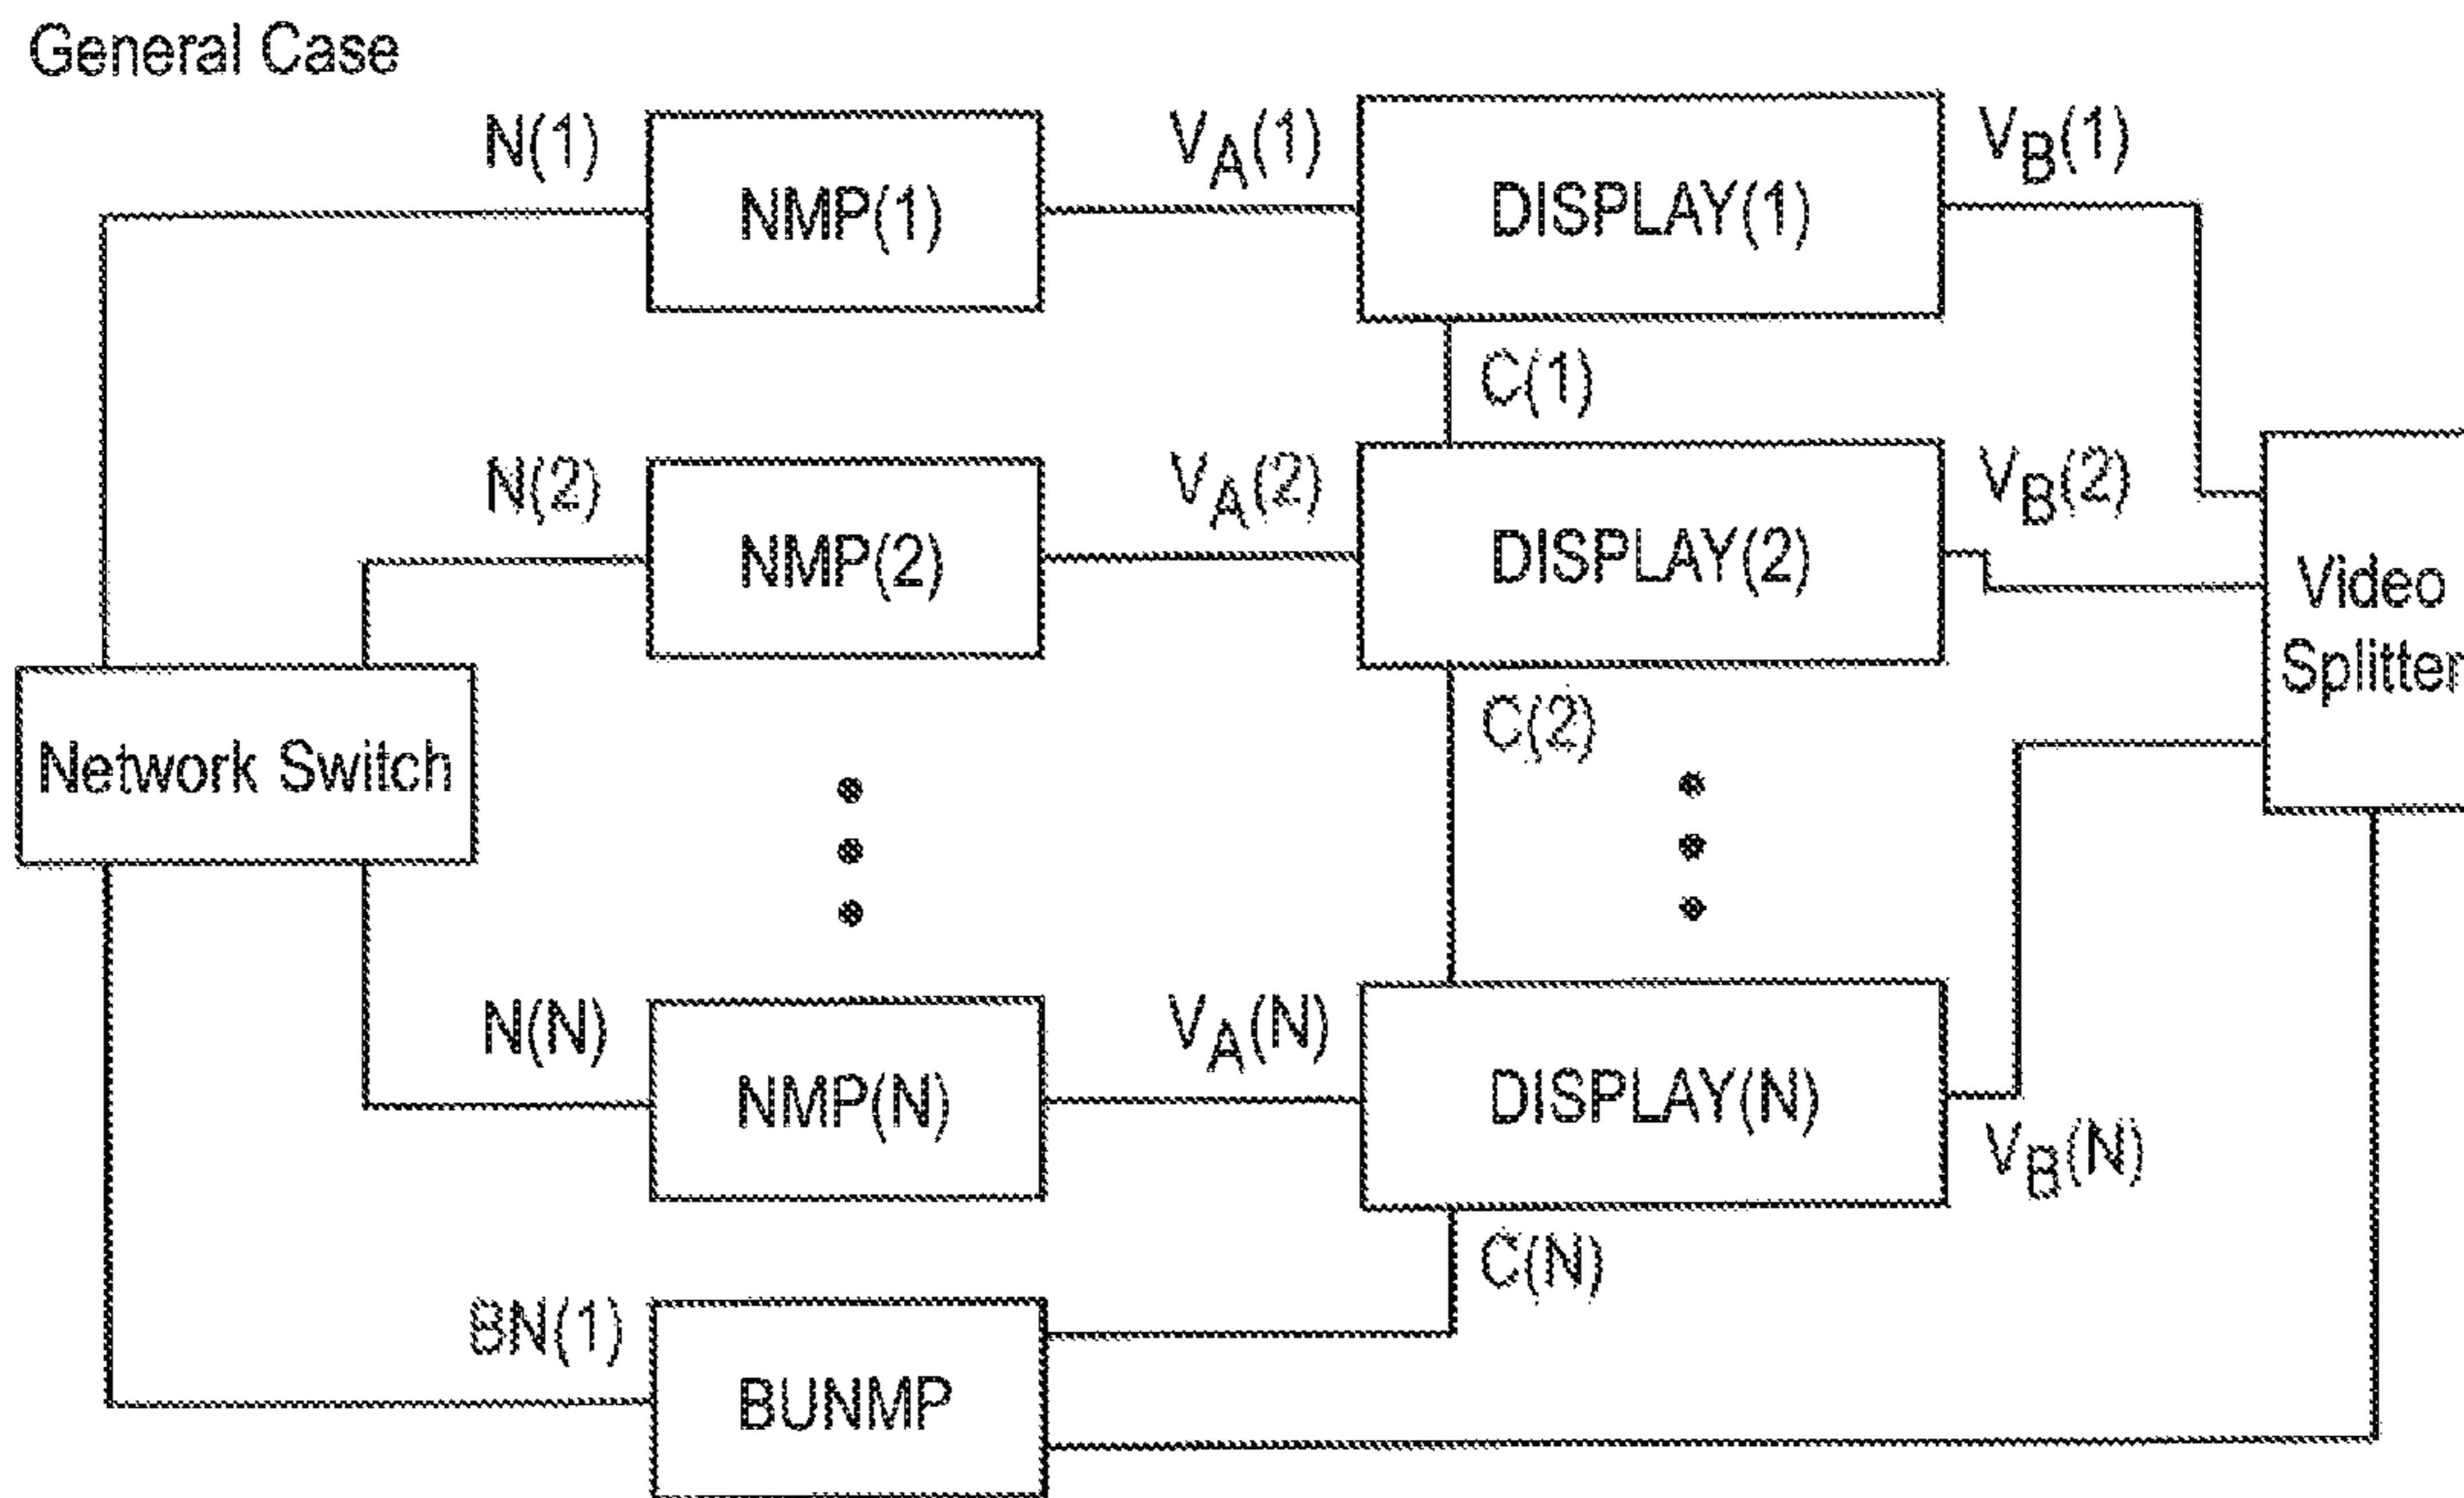 General Case
N(1)
NMP(1)
VA(1)
DISPLAY(1)
VB(1)
C(1)
N(2)
NMP(2)
VA(2)
DISPLAY(2)
VB(2)
Video
Splitter
C(2)
Network Switch
N(N)
NMP(N)
VA(N)
DISPLAY(N)
VB(N)
C(N)
BN(1)
BUNMP